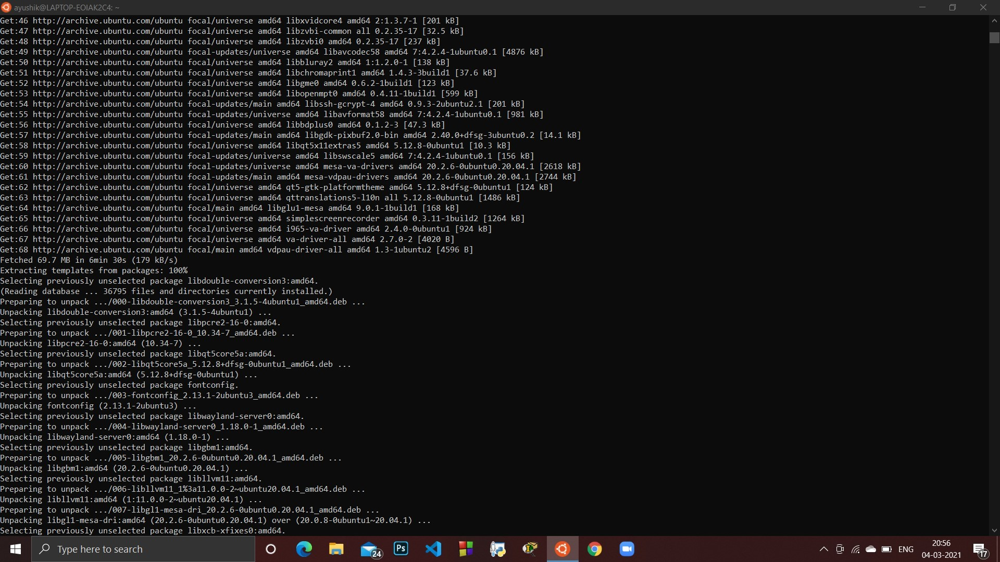 ayushik@LAPTOP-EOIAK2C4: ~
Get:46 http://archive.ubuntu.com/ubuntu focal/universe amd64 libxvidcore4 amd64 2:1.3.7-1 [201 kB]
Get:47 http://archive.ubuntu.com/ubuntu focal/universe amd64 libzvbi-common all 0.2.35-17 [32.5 kB]
Get:48 http://archive.ubuntu.com/ubuntu focal/universe amd64 libzvbi0 amd64 0.2.35-17 [237 kB]
Get:49 http://archive.ubuntu.com/ubuntu focal-updates/universe amd64 libavcodec58 amd64 7:4.2.4-1ubuntu0.1 [4876 kB]
Get:50 http://archive.ubuntu.com/ubuntu focal/universe amd64 libbluray2 amd64 1:1.2.0-1 [138 kB]
Get:51 http://archive.ubuntu.com/ubuntu focal/universe amd64 libchromaprint1 amd64 1.4.3-3build1 [37.6 kB]
Get:52 http://archive.ubuntu.com/ubuntu focal/universe amd64 libgme0 amd64 0.6.2-1build1 [123 kB]
Get:53 http://archive.ubuntu.com/ubuntu focal/universe amd64 libopenmpt0 amd64 0.4.11-1build1 [599 kB]
Get:54 http://archive.ubuntu.com/ubuntu focal-updates/main amd64 libssh-gcrypt-4 amd64 0.9.3-2ubuntu2.1 [201 kB]
Get:55 http://archive.ubuntu.com/ubuntu focal-updates/universe amd64 libavformat58 amd64 7:4.2.4-1ubuntu0.1 [981 kB]
Get:56 http://archive.ubuntu.com/ubuntu focal/universe amd64 libbdplus0 amd64 0.1.2-3 [47.3 kB]
Get:57 http://archive.ubuntu.com/ubuntu focal-updates/main amd64 libgdk-pixbuf2.0-bin amd64 2.40.0+dfsg-3ubuntu0.2 [14.1 kB]
Get:58 http://archive.ubuntu.com/ubuntu focal/universe amd64 libqt5x11extras5 amd64 5.12.8-0ubuntu1 [10.3 kB]
Get:59 http://archive.ubuntu.com/ubuntu focal-updates/universe amd64 libswscale5 amd64 7:4.2.4-1ubuntu0.1 [156 kB]
Get:60 http://archive.ubuntu.com/ubuntu focal-updates/universe amd64 mesa-va-drivers amd64 20.2.6-0ubuntu0.20.04.1 [2618 kB]
Get:61 http://archive.ubuntu.com/ubuntu focal-updates/main amd64 mesa-vdpau-drivers amd64 20.2.6-0ubuntu0.20.04.1 [2744 kB]
Get:62 http://archive.ubuntu.com/ubuntu focal/universe amd64 qt5-gtk-platformtheme amd64 5.12.8+dfsg-0ubuntu1 [124 kB]
Get:63 http://archive.ubuntu.com/ubuntu focal/universe amd64 qttranslations5-l10n all 5.12.8-0ubuntu1 [1486 kB]
Get:64 http://archive.ubuntu.com/ubuntu focal/main amd64 libglu1-mesa amd64 9.0.1-1build1 [168 kB]
Get:65 http://archive.ubuntu.com/ubuntu focal/universe amd64 simplescreenrecorder amd64 0.3.11-1build2 [1264 kB]
Get:66 http://archive.ubuntu.com/ubuntu focal/universe amd64 i965-va-driver amd64 2.4.0-0ubuntu1 [924 kB]
Get:67 http://archive.ubuntu.com/ubuntu focal/universe amd64 va-driver-all amd64 2.7.0-2 [4020 B]
Get:68 http://archive.ubuntu.com/ubuntu focal/main amd64 vdpau-driver-all amd64 1.3-1ubuntu2 [4596 B]
Fetched 69.7 MB in 6min 30s (179 kB/s)
Extracting templates from packages: 100%
Selecting previously unselected package libdouble-conversion3:amd64.
(Reading database ... 36795 files and directories currently installed.)
Preparing to unpack .../000-libdouble-conversion3_3.1.5-4ubuntu1_amd64.deb ...
Unpacking libdouble-conversion3:amd64 (3.1.5-4ubuntu1) ...
Selecting previously unselected package libpcre2-16-0:amd64.
Preparing to unpack .../001-libpcre2-16-0_10.34-7_amd64.deb ...
Unpacking libpcre2-16-0:amd64 (10.34-7) ...
Selecting previously unselected package libqt5core5a:amd64.
Preparing to unpack .../002-libqt5core5a_5.12.8+dfsg-0ubuntu1_amd64.deb ...
Unpacking libqt5core5a:amd64 (5.12.8+dfsg-0ubuntu1) ...
Selecting previously unselected package fontconfig.
Preparing to unpack .../003-fontconfig_2.13.1-2ubuntu3_amd64.deb ...
Unpacking fontconfig (2.13.1-2ubuntu3) ...
Selecting previously unselected package libwayland-server0:amd64.
Preparing to unpack .../004-libwayland-server0_1.18.0-1_amd64.deb ...
Unpacking libwayland-server0:amd64 (1.18.0-1) ...
Selecting previously unselected package libgbm1:amd64.
Preparing to unpack .../005-libgbm1_20.2.6-0ubuntu0.20.04.1_amd64.deb ...
Unpacking libgbm1:amd64 (20.2.6-0ubuntu0.20.04.1) ...
Selecting previously unselected package libllvm11:amd64.
Preparing to unpack .../006-libllvm11_1%3a11.0.0-2~ubuntu20.04.1_amd64.deb ...
Unpacking libllvm11:amd64 (1:11.0.0-2~ubuntu20.04.1) ...
Preparing to unpack .../007-libgl1-mesa-dri_20.2.6-0ubuntu0.20.04.1_amd64.deb ...
Unpacking libgl1-mesa-dri:amd64 (20.2.6-0ubuntu0.20.04.1) over (20.0.8-0ubuntu1~20.04.1) ...
Selecting previously unselected package libxcb-xfixes0:amd64.
Type here to search
24
Ps
ENG
20:56
04-03-2021
17